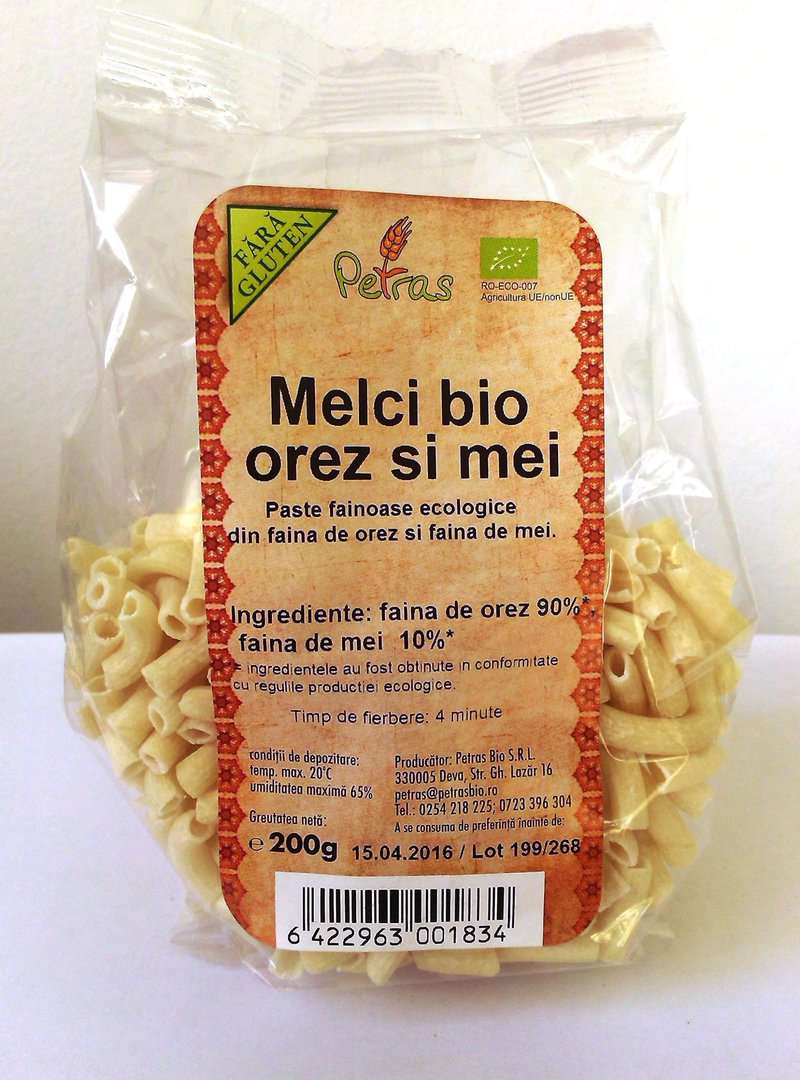 FĂRĂ
GLUTEN
Petras
RO-ECO-007
Agricultura UE/nonUE
Melci bio
orez si mei
Paste fainoase ecologice
din faina de orez si faina de mei.
Ingrediente: faina de orez 90%*,
faina de mei 10%*
* ingredientele au fost obtinute in conformitate
cu regulile productiei ecologice.
Timp de fierbere: 4 minute
condiții de depozitare:
temp. max. 20°C
umiditatea maximă 65%
Greutatea netă:
e 200g
Producător: Petras Bio S.R.L.
330005 Deva, Str. Gh. Lazăr 16
petras@petrasbio.ro
Tel.: 0254 218 225; 0723 396 304
A se consuma de preferință înainte de:
15.04.2016 / Lot 199/268
6 422963 001834